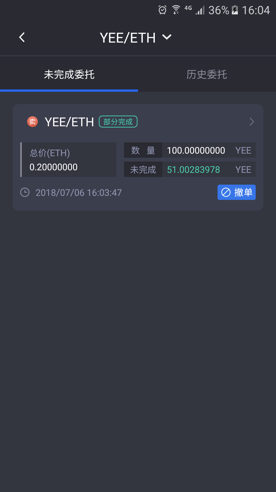 4G 36% 16:04
YEE/ETH
未完成委托 历史委托
卖 YEE/ETH 部分完成
总价(ETH)
0.20000000
数 量 100.00000000 YEE
未完成 51.00283978 YEE
2018/07/06 16:03:47 撤单